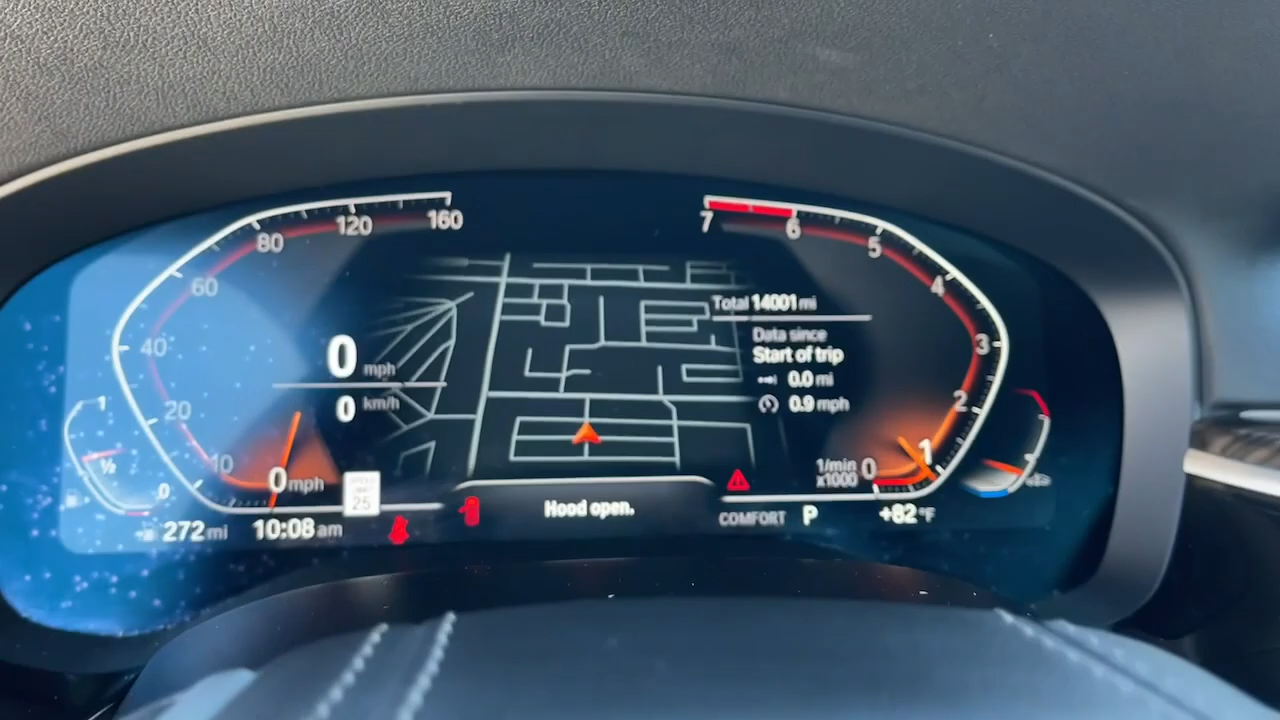 160
120
80
60
40
20
10
0 mph
0 mph
0 km/h
25
½
0
272 mi
10:08 am
Hood open.
Total 14001 mi
Data since
Start of trip
0.0 mi
0.9 mph
7
6
5
4
3
2
1
0
1/min
x1000
COMFORT P
+82 °F